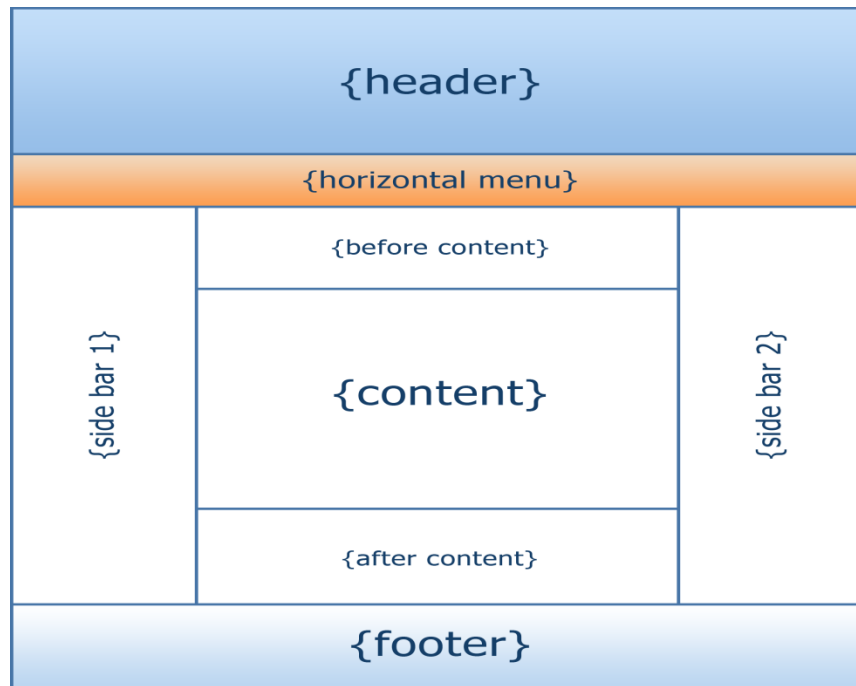 {header}
{horizontal menu}
{side bar 1}
{before content}
{content}
{after content}
{side bar 2}
{footer}